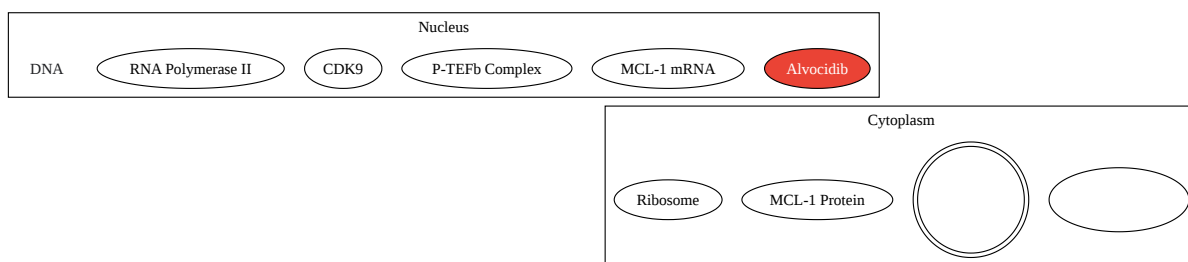 Nucleus
DNA
RNA Polymerase II
CDK9
P-TEFb Complex
MCL-1 mRNA
Alvocidib
Cytoplasm
Ribosome
MCL-1 Protein